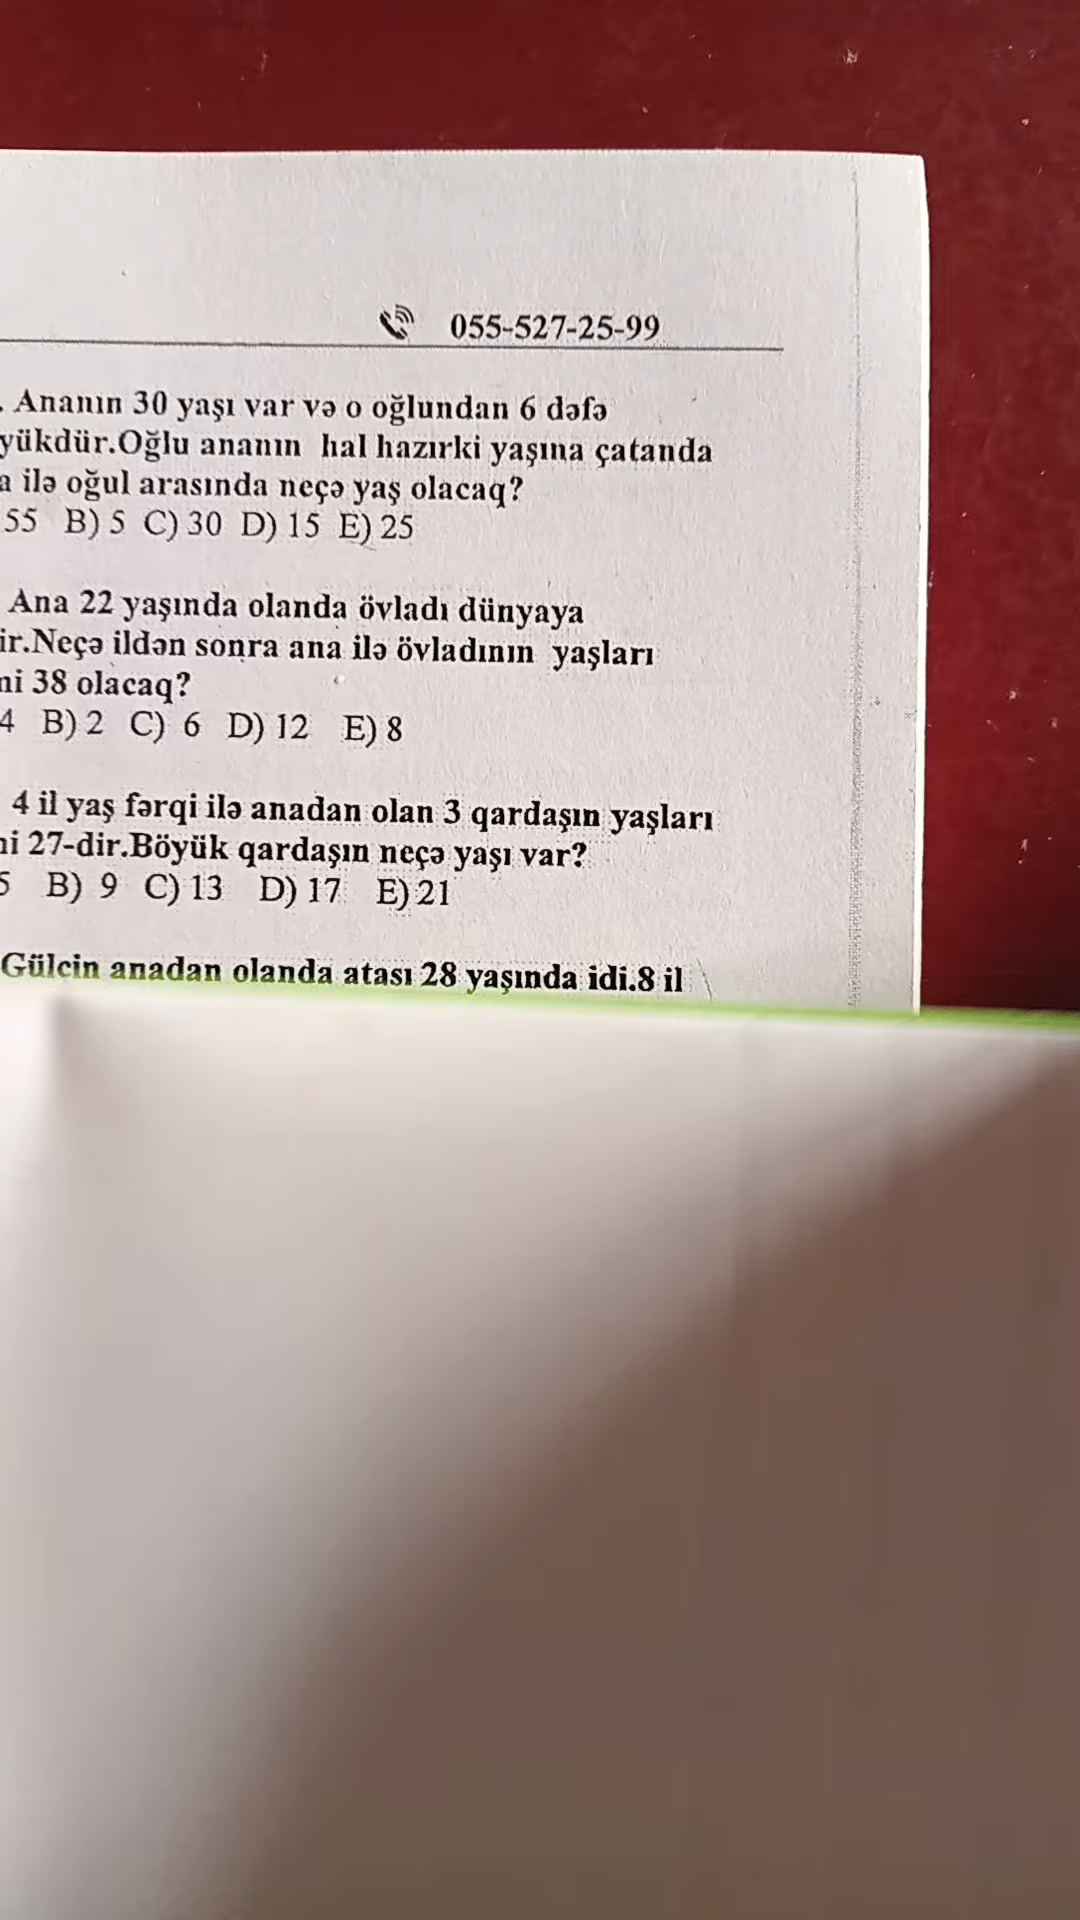 055-527-25-99
. Ananın 30 yaşı var və o oğlundan 6 dəfə
yükdür.Oğlu ananın hal hazırki yaşına çatanda
a ilə oğul arasında neçə yaş olacaq?
55 B) 5 C) 30 D) 15 E) 25
Ana 22 yaşında olanda övladı dünyaya
ir.Neçə ildən sonra ana ilə övladının yaşları
ni 38 olacaq?
4 B) 2 C) 6 D) 12 E) 8
4 il yaş fərqi ilə anadan olan 3 qardaşın yaşları
ni 27-dir.Böyük qardaşın neçə yaşı var?
5 B) 9 C) 13 D) 17 E) 21
Gülçin anadan olanda atası 28 yaşında idi.8 il